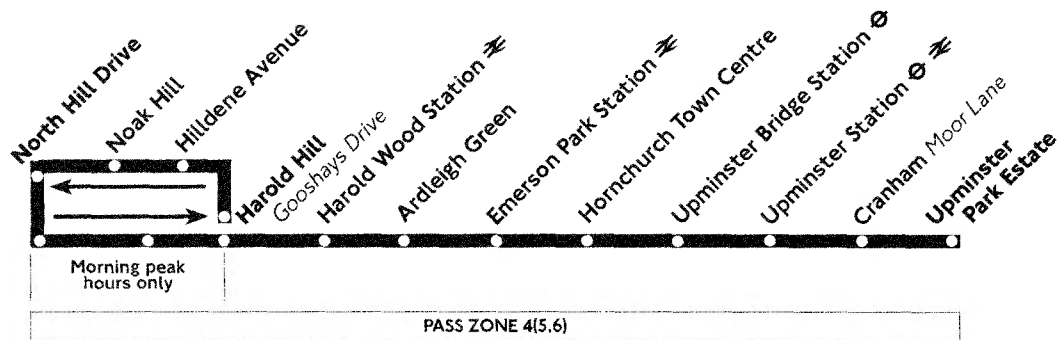 North Hill Drive
Noak Hill
Hilldene Avenue
Harold Hill
Gooshays Drive
Harold Wood Station
Ardleigh Green
Emerson Park Station
Hornchurch Town Centre
Upminster Bridge Station
Upminster Station
Cranham Moor Lane
Upminster
Park Estate
Morning peak
hours only
PASS ZONE 4(5,6)